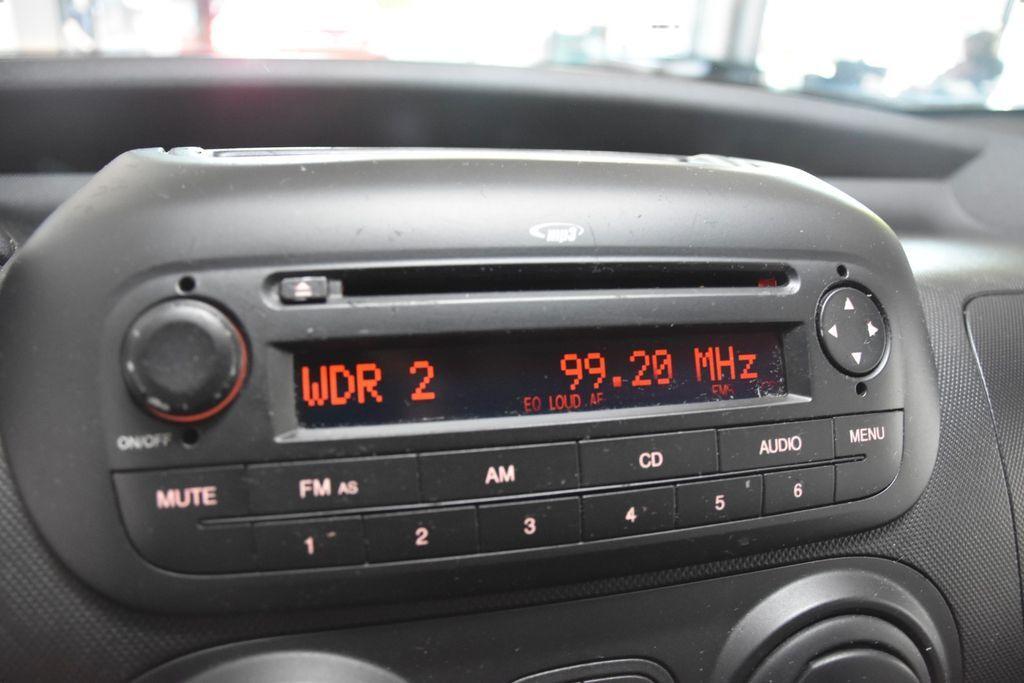 mp3
WDR 2 99.20 MHz
EQ LOUD AF
ON/OFF
MUTE FM AS AM CD AUDIO MENU
1 2 3 4 5 6